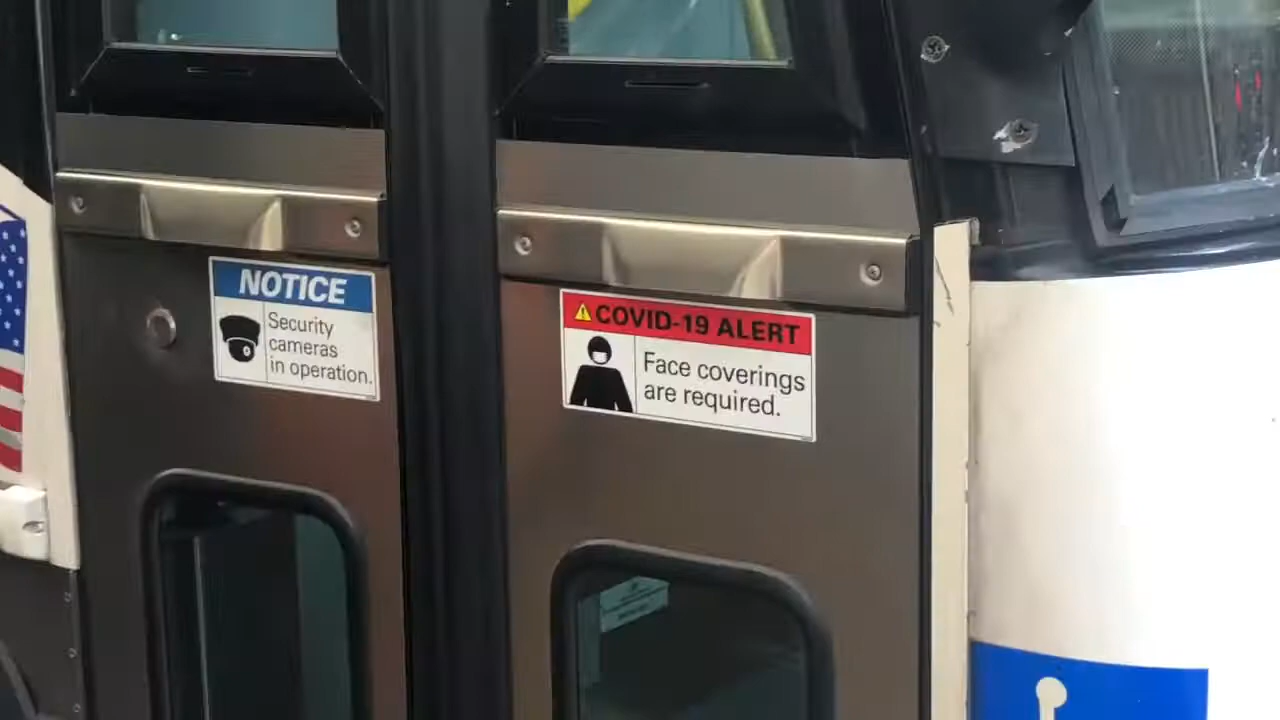 NOTICE
Security
cameras
in operation.
COVID-19 ALERT
Face coverings
are required.